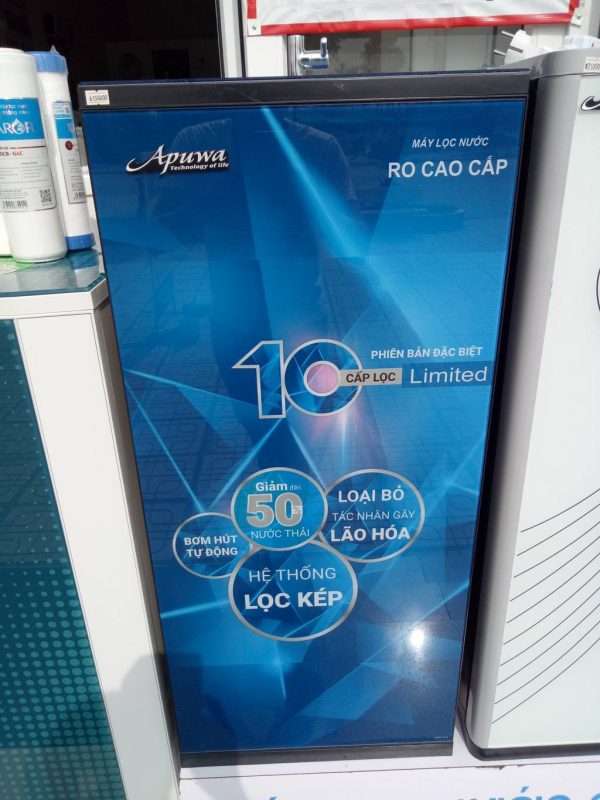 Apuwa
Technology of life
MÁY LỌC NƯỚC
RO CAO CẤP
10
CẤP LỌC
PHIÊN BẢN ĐẶC BIỆT
Limited
Giảm đến
50%
NƯỚC THẢI
LOẠI BỎ
TÁC NHÂN GÂY
LÃO HÓA
BƠM HÚT
TỰ ĐỘNG
HỆ THỐNG
LỌC KÉP